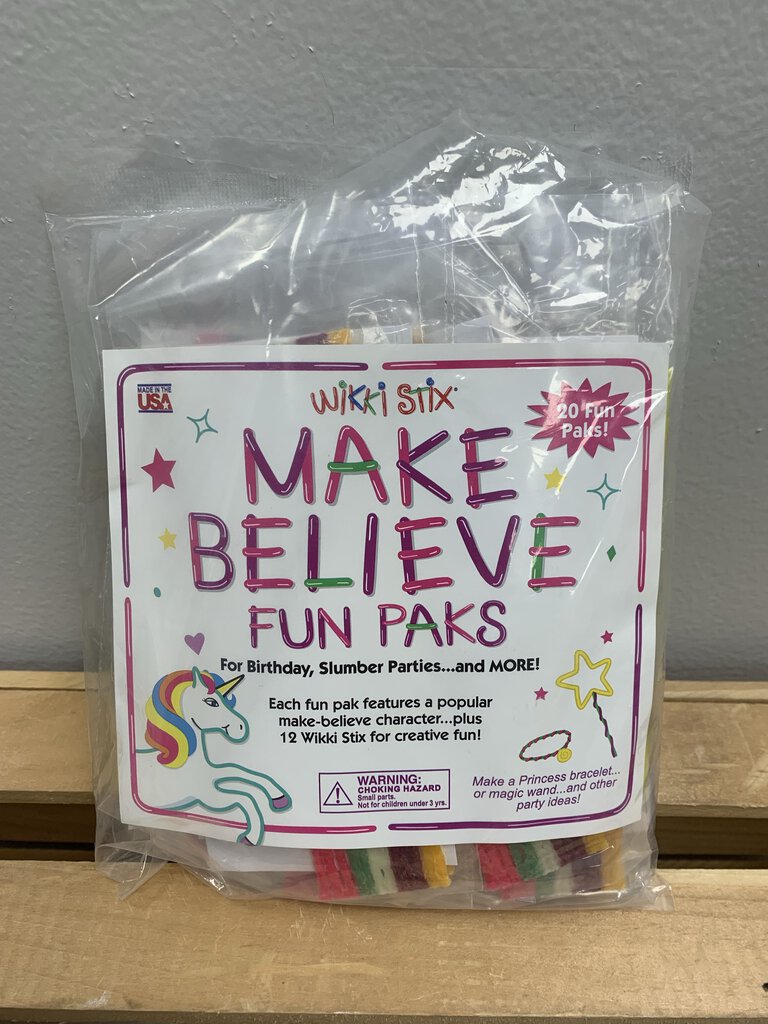 MADE IN THE
USA
WiKKi STiX
20 Fun
Paks!
MAKE
BELIEVE
FUN PAKS
For Birthday, Slumber Parties...and MORE!
Each fun pak features a popular
make-believe character...plus
12 Wikki Stix for creative fun!
WARNING:
CHOKING HAZARD
Small parts.
Not for children under 3 yrs.
Make a Princess bracelet...
or magic wand...and other
party ideas!